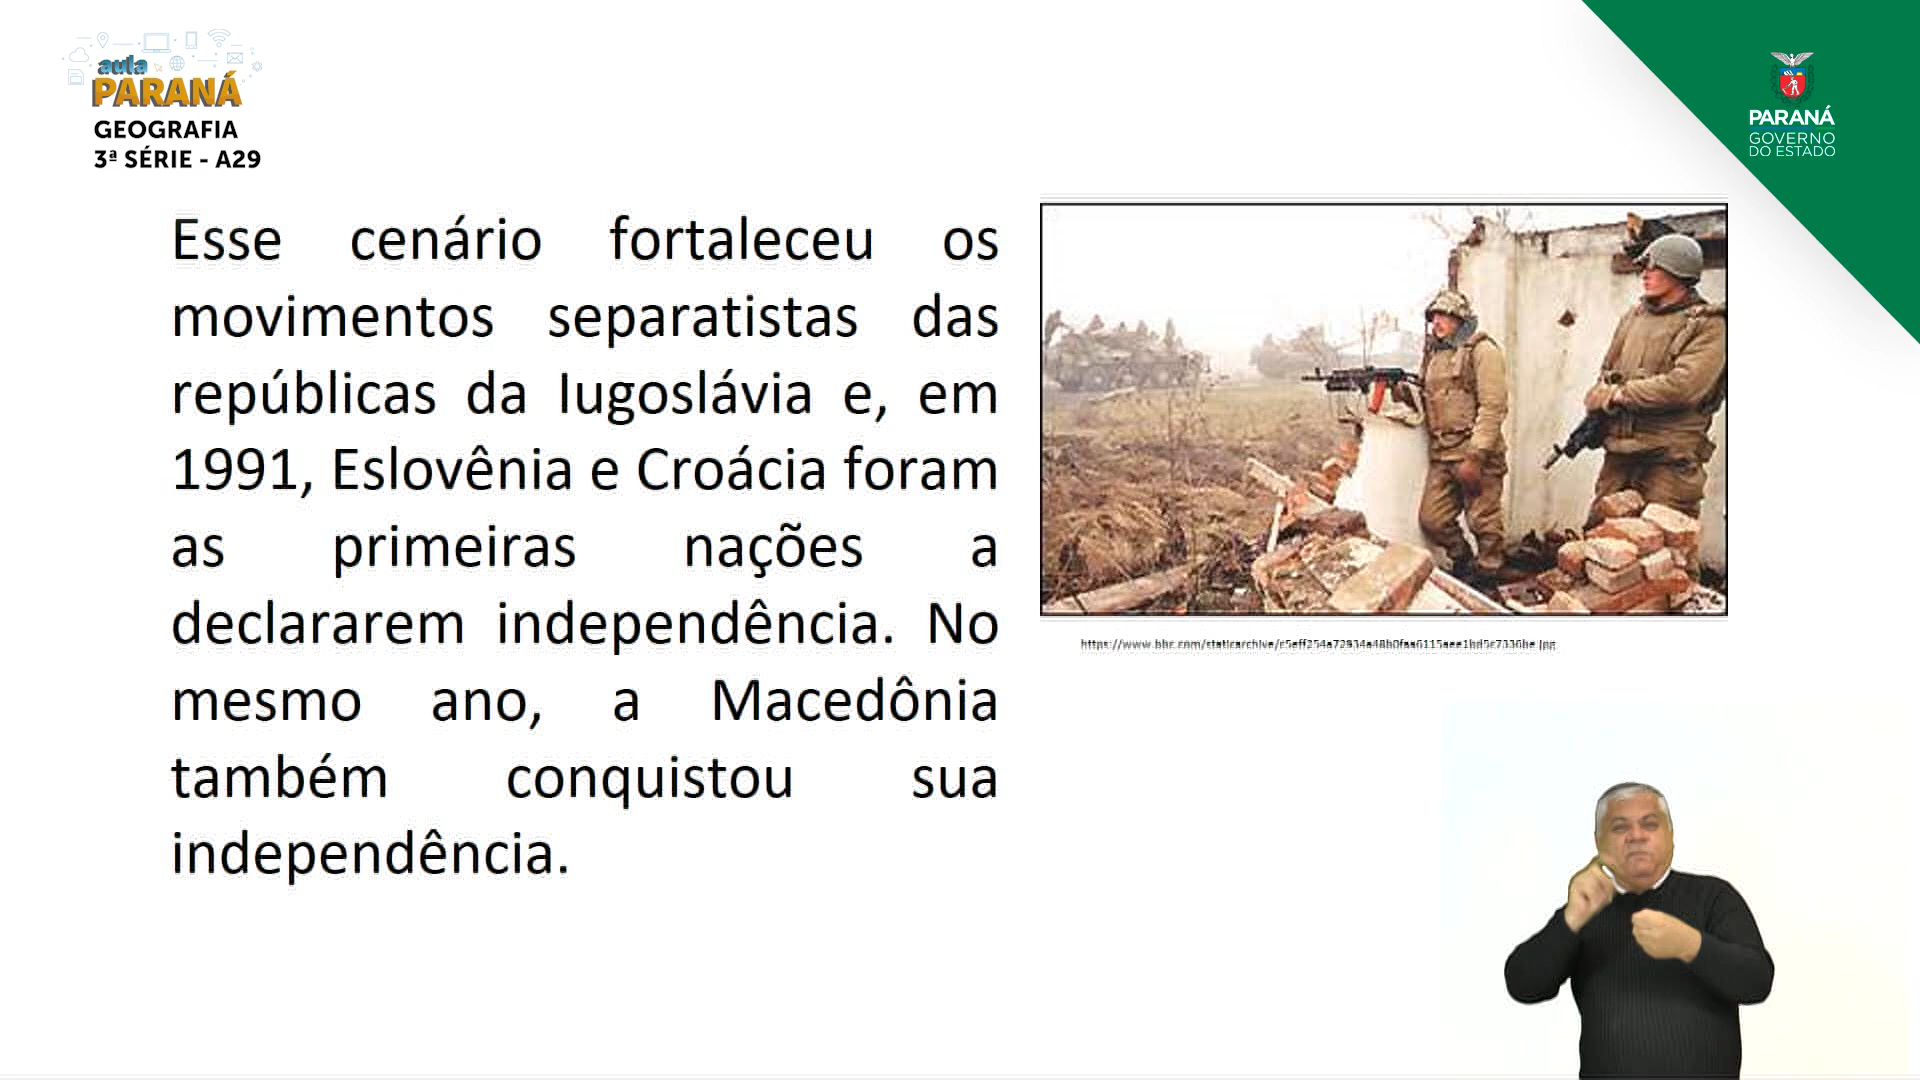 aula
PARANÁ
GEOGRAFIA
3ª SÉRIE - A29
PARANÁ
GOVERNO
DO ESTADO
Esse cenário fortaleceu os
movimentos separatistas das
repúblicas da Iugoslávia e, em
1991, Eslovênia e Croácia foram
as primeiras nações a
declararem independência. No
mesmo ano, a Macedônia
também conquistou sua
independência.